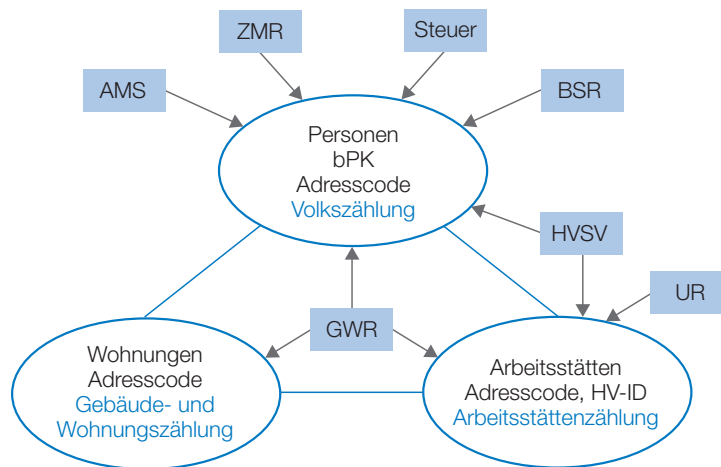 ZMR
Steuer
AMS
BSR
Personen
bPK
Adresscode
Volkszählung
HVSV
UR
GWR
Wohnungen
Adresscode
Gebäude- und
Wohnungszählung
Arbeitsstätten
Adresscode, HV-ID
Arbeitsstättenzählung